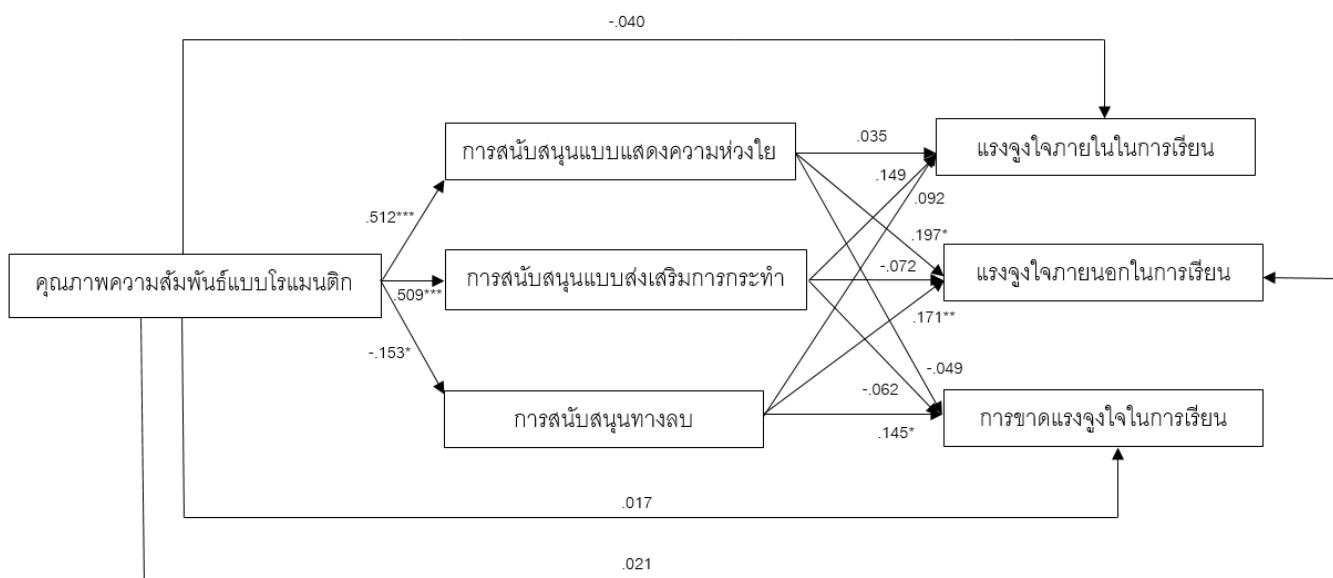 -.040
การสนับสนุนแบบแสดงความห่วงใย
.035
แรงจูงใจภายในในการเรียน
.149
.092
.512***
.197*
คุณภาพความสัมพันธ์แบบโรแมนติก
การสนับสนุนแบบส่งเสริมการกระทำ
-.072
แรงจูงใจภายนอกในการเรียน
.509***
.171**
-.153*
-.049
-.062
การสนับสนุนทางลบ
.145*
การขาดแรงจูงใจในการเรียน
.017
.021